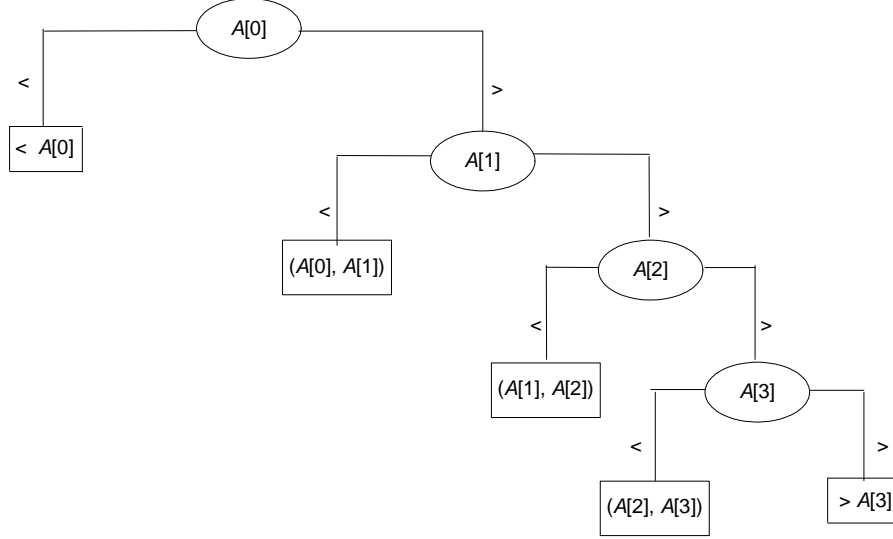 A[0]
<
>
< A[0]
A[1]
<
>
(A[0], A[1])
A[2]
<
>
(A[1], A[2])
A[3]
<
>
(A[2], A[3])
> A[3]